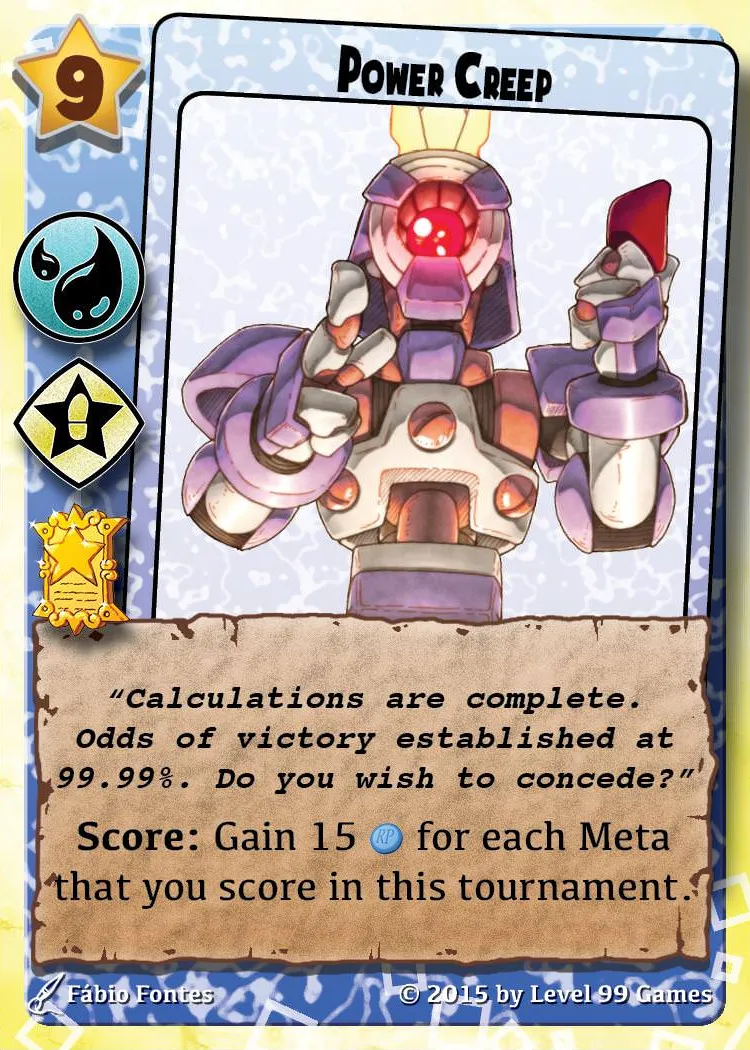 9
Power Creep
“Calculations are complete.
Odds of victory established at
99.99%. Do you wish to concede?”
Score: Gain 15 RP for each Meta
that you score in this tournament.
Fábio Fontes
© 2015 by Level 99 Games